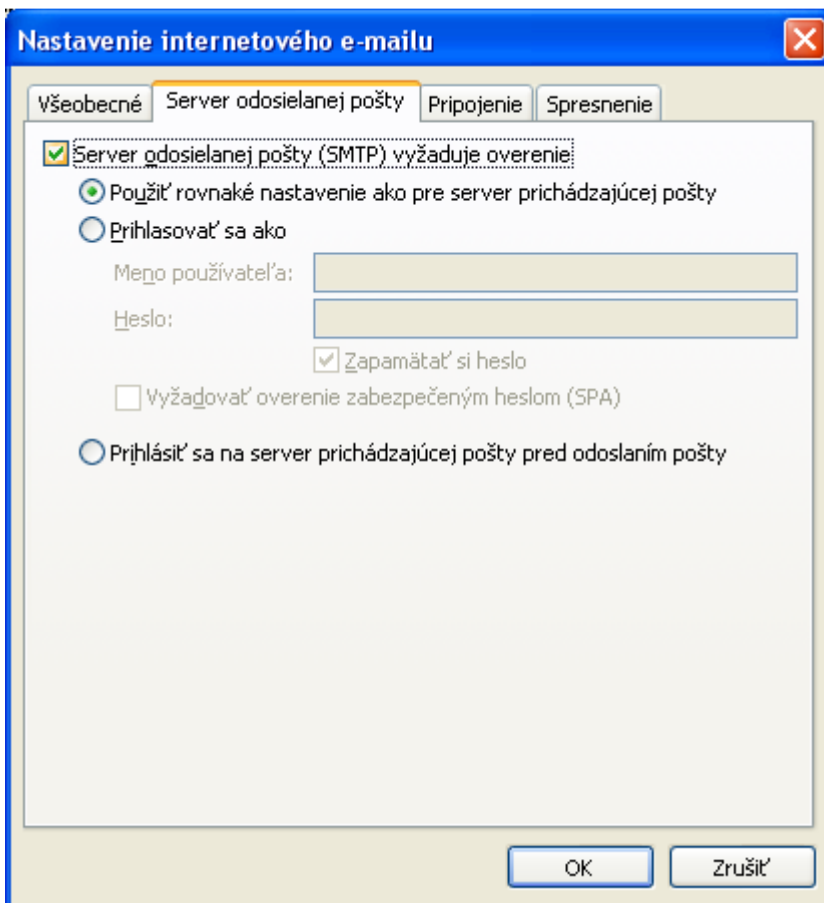 Nastavenie internetového e-mailu
Všeobecné Server odosielanej pošty Pripojenie Spresnenie
Server odosielanej pošty (SMTP) vyžaduje overenie
Použiť rovnaké nastavenie ako pre server prichádzajúcej pošty
Prihlasovať sa ako
Meno používateľa:
Heslo:
Zapamätať si heslo
Vyžadovať overenie zabezpečeným heslom (SPA)
Prihlásiť sa na server prichádzajúcej pošty pred odoslaním pošty
OK Zrušiť